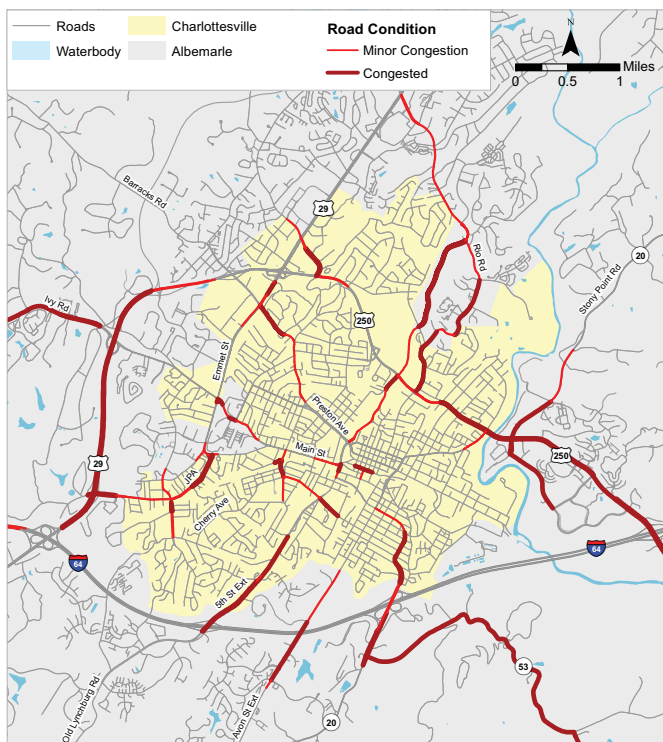 Roads
Waterbody
Charlottesville
Albemarle
Road Condition
Minor Congestion
Congested
N
0 0.5 1 Miles
Barracks Rd
29
Rio Rd
20
Stony Point Rd
250
Ivy Rd
Emmet St
Preston Ave
Main St
29
JPA
250
Cherry Ave
64
64
5th St Ext
53
Old Lynchburg Rd
Avon St Ext
20